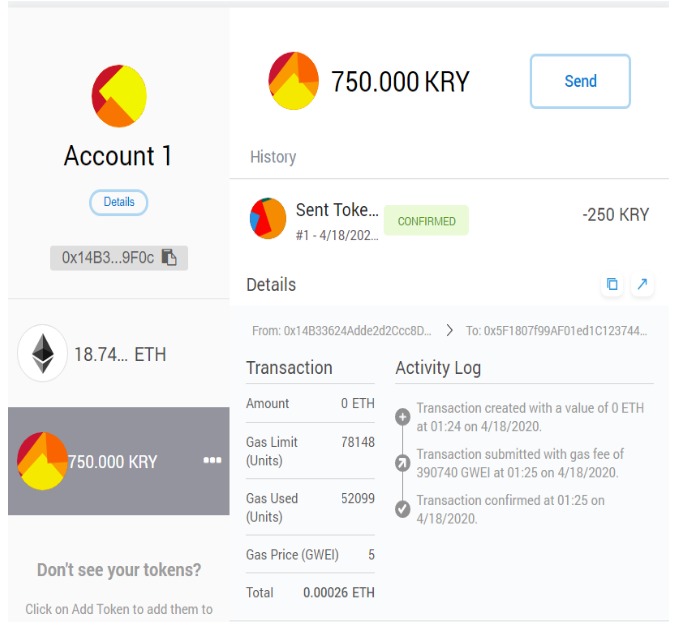 Account 1
Details
0x14B3...9F0c
18.74... ETH
750.000 KRY
Don't see your tokens?
Click on Add Token to add them to
750.000 KRY
Send
History
Sent Toke...
CONFIRMED
-250 KRY
#1 - 4/18/202...
Details
From: 0x14B33624Adde2d2Ccc8D...
To: 0x5F1807f99AF01ed1C123744...
Transaction
Amount 0 ETH
Gas Limit 78148
(Units)
Gas Used 52099
(Units)
Gas Price (GWEI) 5
Total 0.00026 ETH
Activity Log
Transaction created with a value of 0 ETH
at 01:24 on 4/18/2020.
Transaction submitted with gas fee of
390740 GWEI at 01:25 on 4/18/2020.
Transaction confirmed at 01:25 on
4/18/2020.